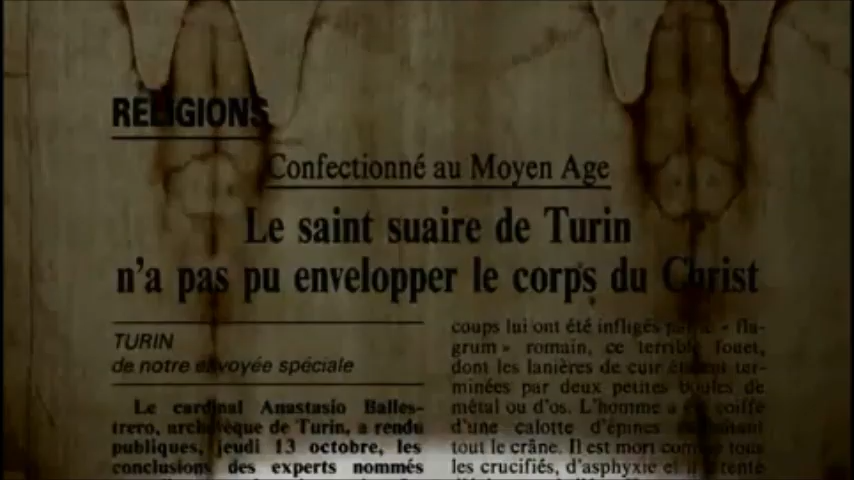 RELIGIONS
Confectionné au Moyen Age
Le saint suaire de Turin
n'a pas pu envelopper le corps du Christ
TURIN
de notre envoyée spéciale
Le cardinal Anastasio Balles-
trero, archevêque de Turin, a rendu
publiques, jeudi 13 octobre, les
conclusions des experts nommés
coups lui ont été infligés « fla-
grum » romain, ce terrible fouet,
dont les lanières de cuir étaient ter-
minées par deux petites boules de
métal ou d'os. L'homme a été coiffé
d'une calotte d'épines
tout le crâne. Il est mort comme tous
les crucifiés, d'asphyxie et il a tenté